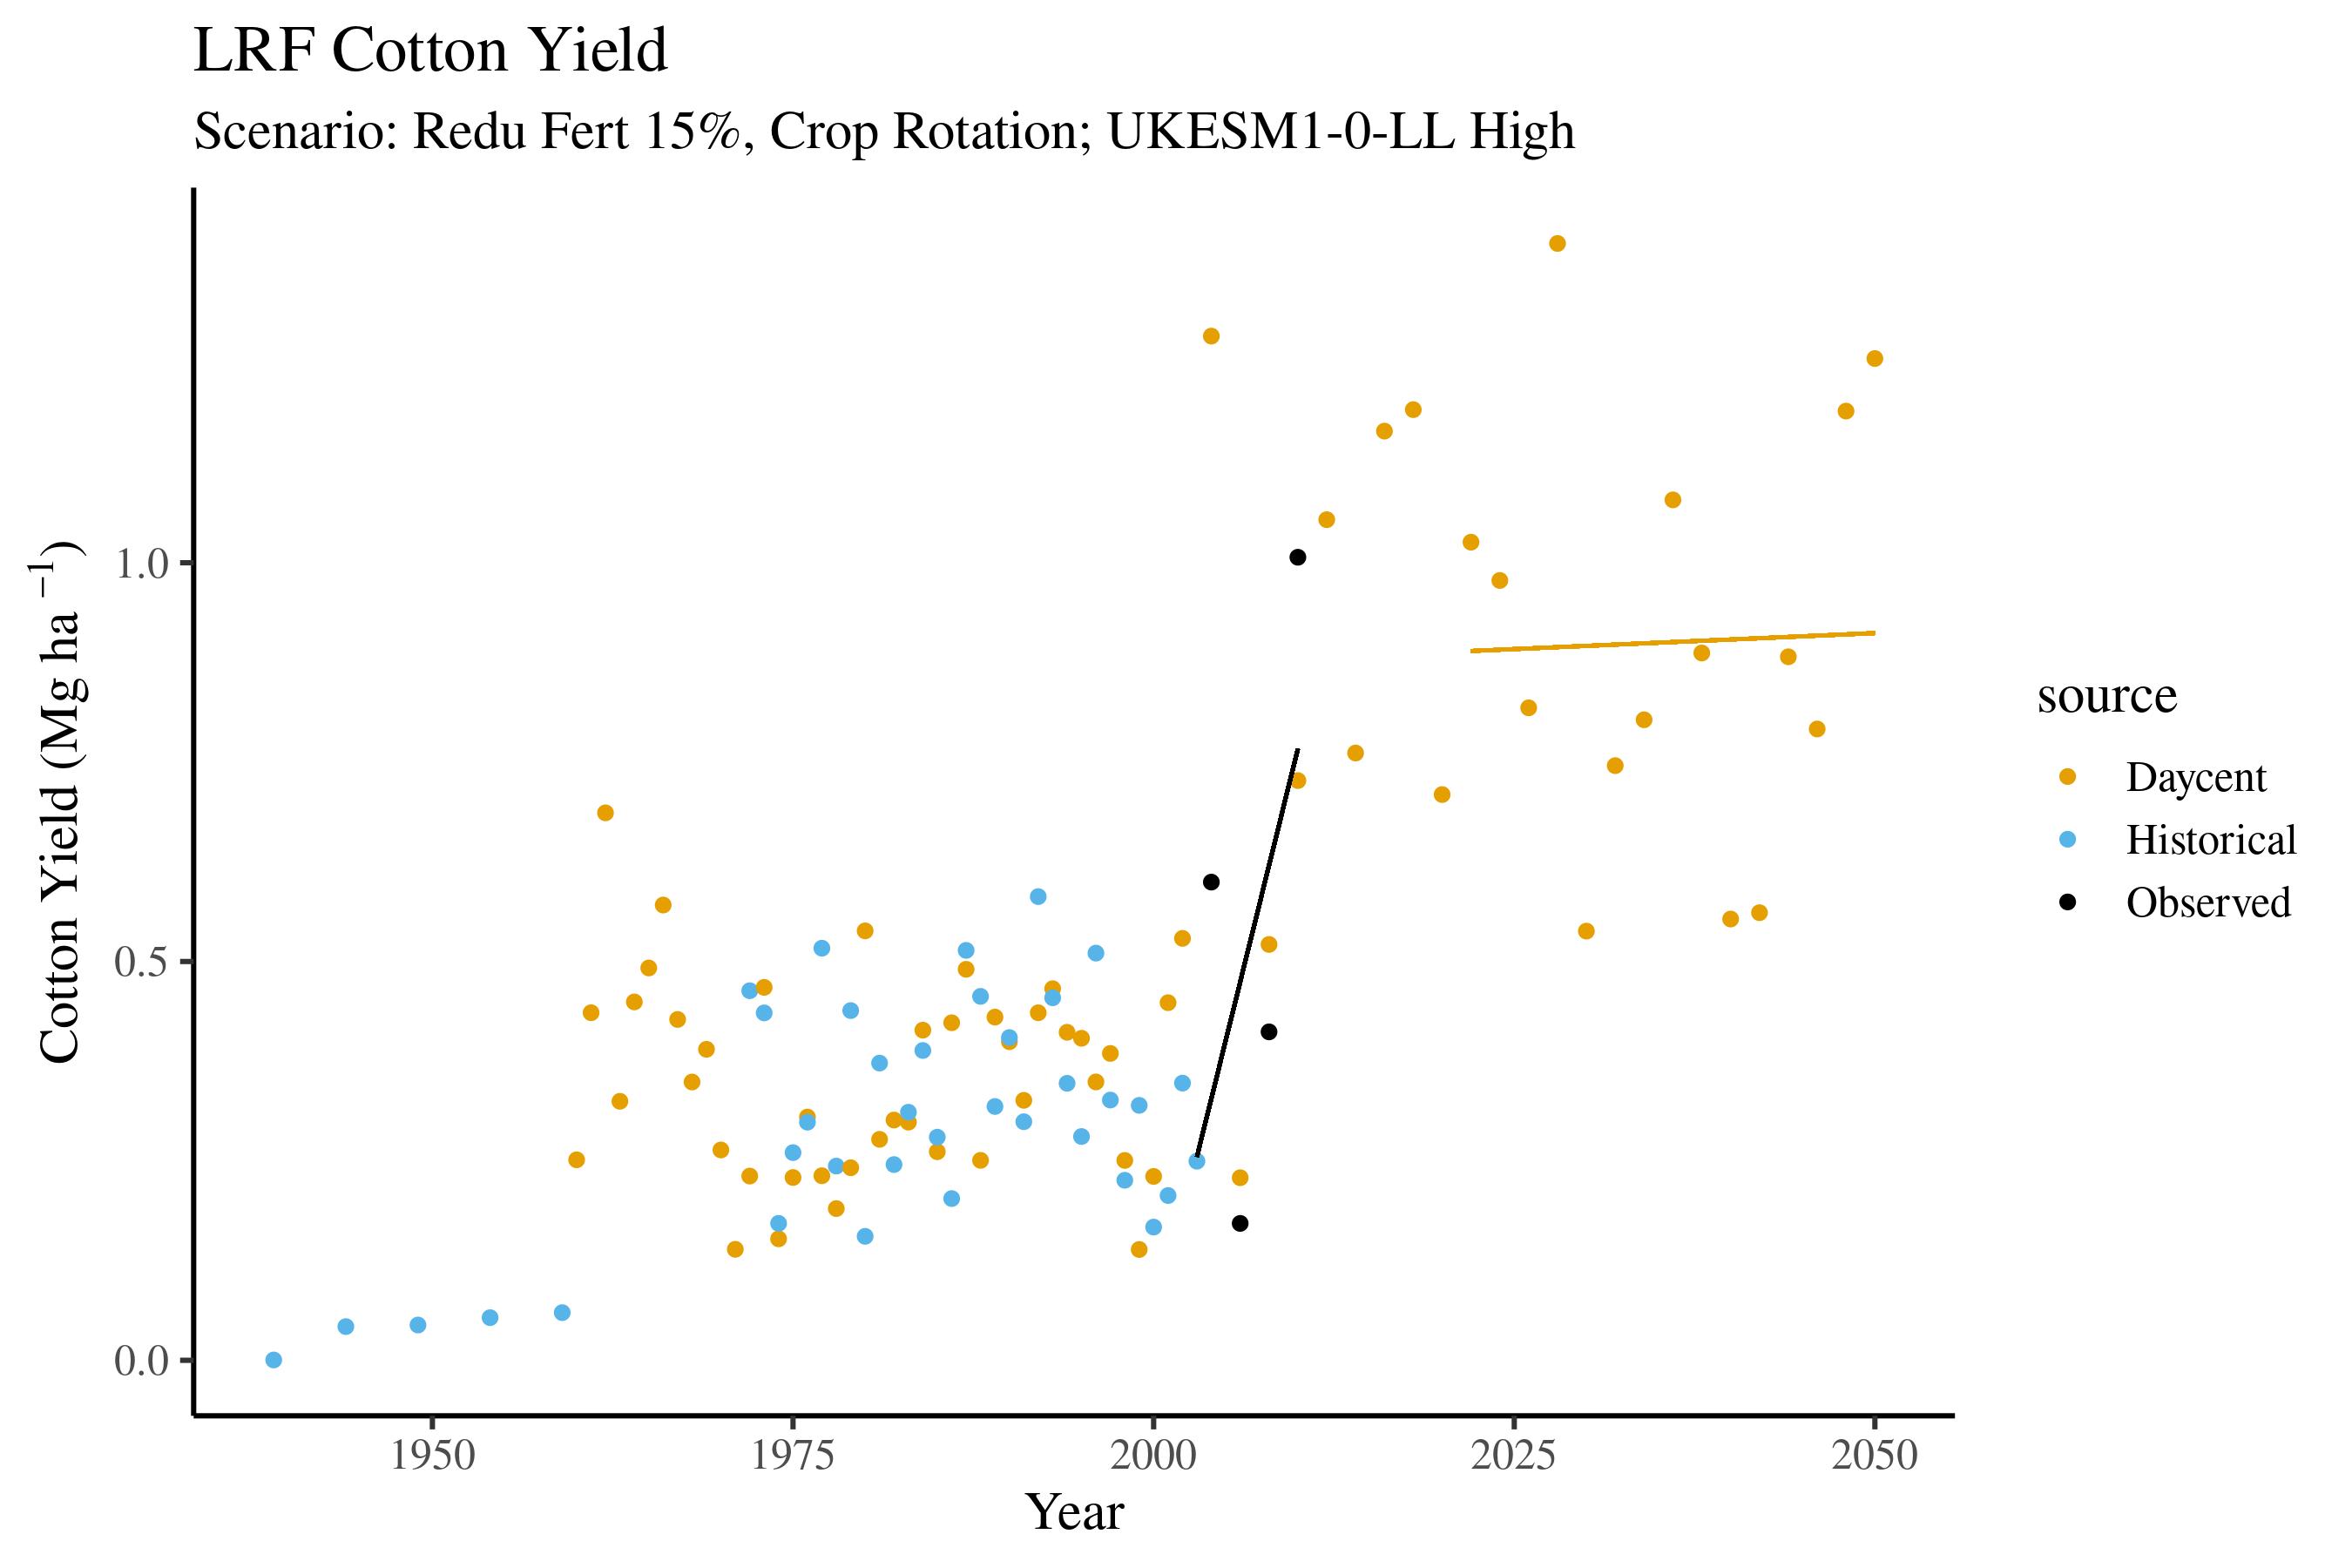 LRF Cotton Yield
Scenario: Redu Fert 15%, Crop Rotation; UKESM1-0-LL High
Cotton Yield (Mg ha −1)
1.0
0.5
0.0
1950
1975
2000
2025
2050
Year
source
Daycent
Historical
Observed